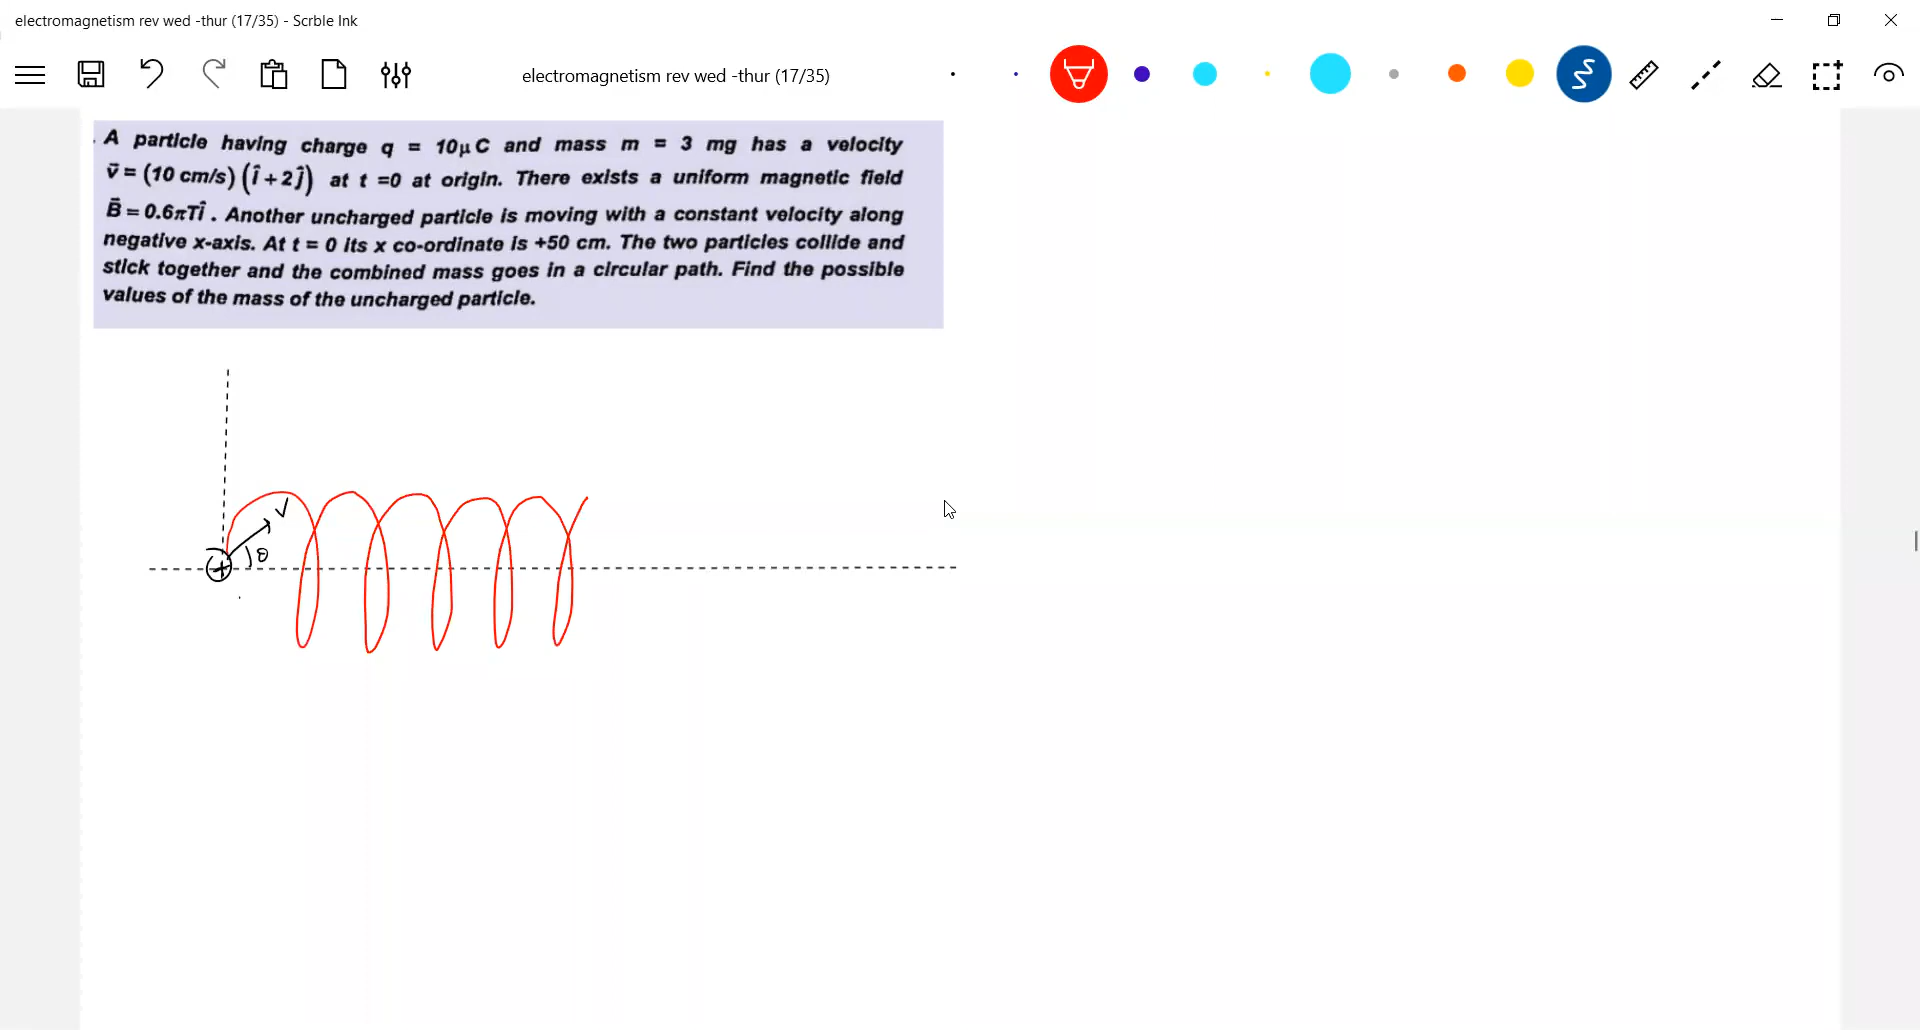 electromagnetism rev wed -thur (17/35) - Scrble Ink
electromagnetism rev wed -thur (17/35)
A particle having charge q = 10μC and mass m = 3 mg has a velocity
v̄ = (10 cm/s) (î + 2ĵ) at t =0 at origin. There exists a uniform magnetic field
B̄ = 0.6πTî . Another uncharged particle is moving with a constant velocity along
negative x-axis. At t = 0 its x co-ordinate is +50 cm. The two particles collide and
stick together and the combined mass goes in a circular path. Find the possible
values of the mass of the uncharged particle.
v
θ
+